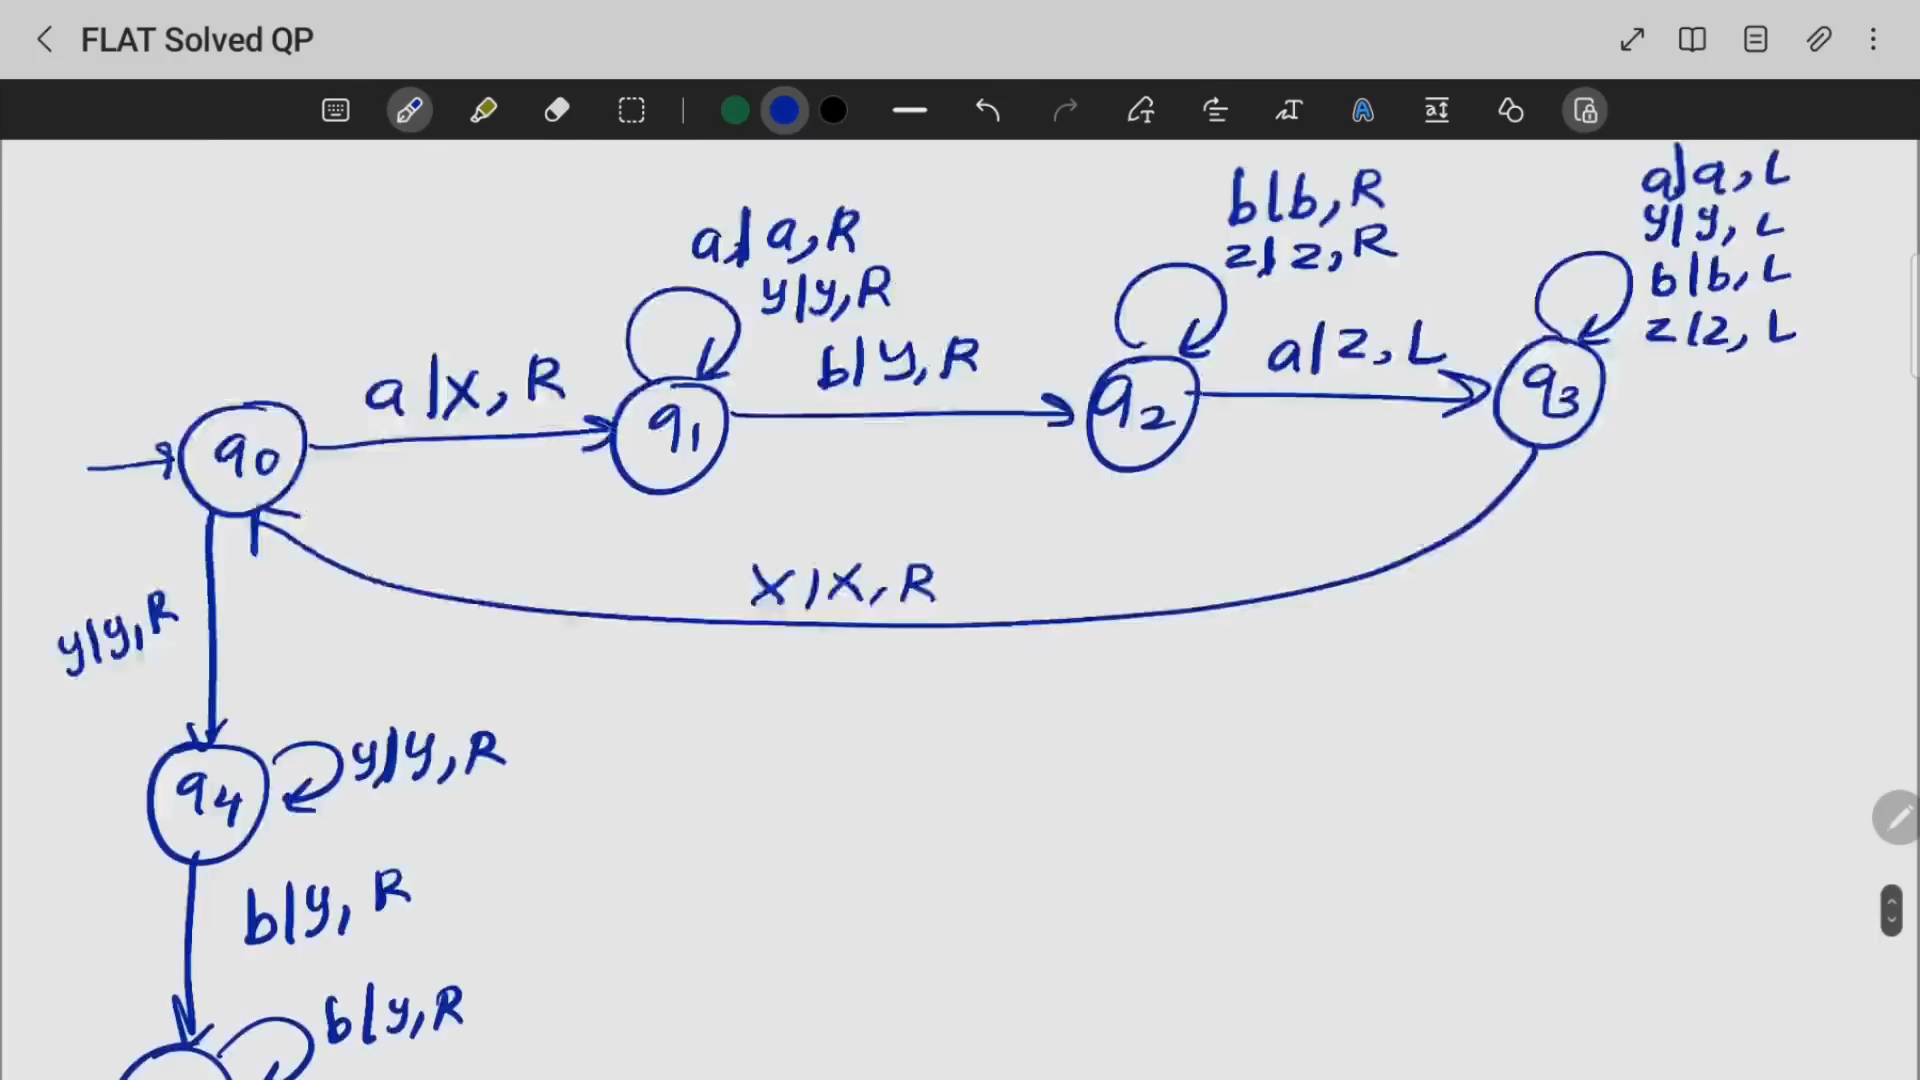 FLAT Solved QP
a|a, L
y|y, L
b|b, L
z|z, L
b|b, R
z|z, R
a|a, R
y|y, R
a|x, R
b|y, R
a|z, L
q0
q1
q2
q3
x|x, R
y|y, R
q4
y|y, R
b|y, R
b|y, R